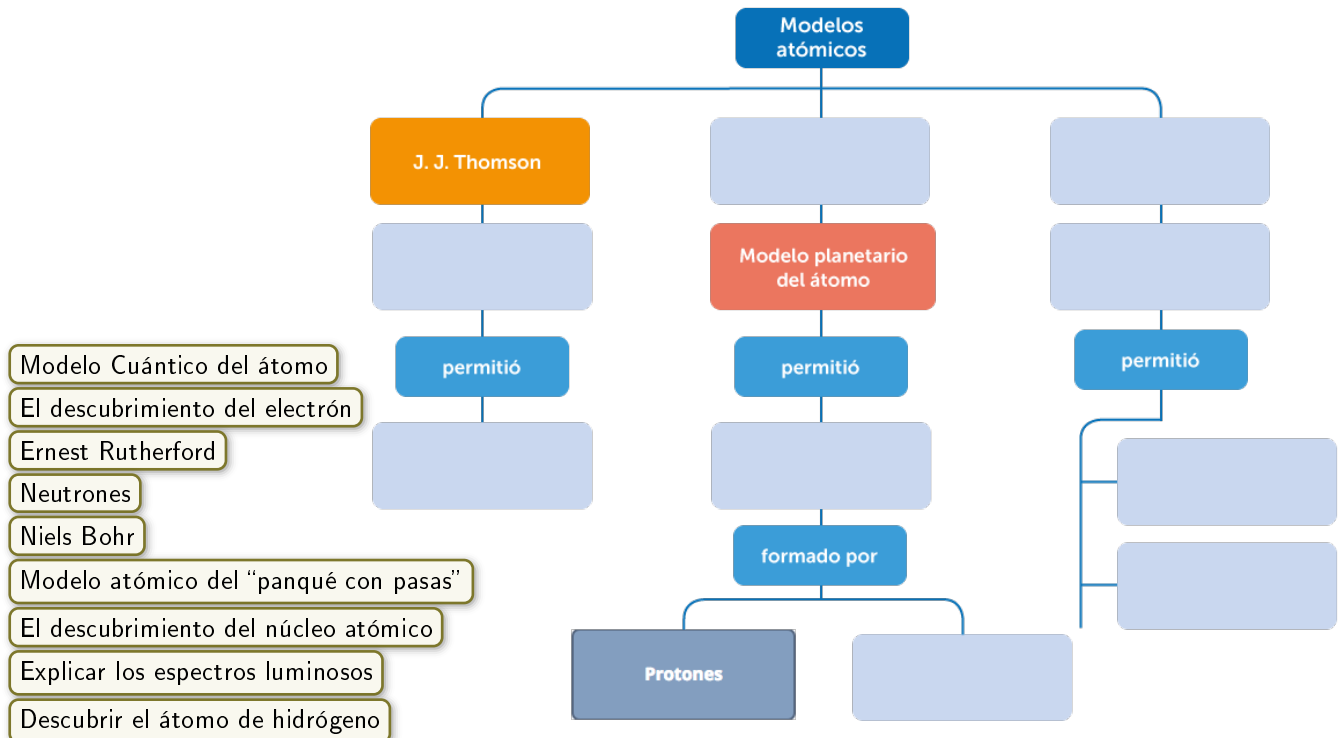 Modelos
atómicos
J. J. Thomson
Modelo planetario
del átomo
permitió
permitió
permitió
formado por
Protones
Modelo Cuántico del átomo
El descubrimiento del electrón
Ernest Rutherford
Neutrones
Niels Bohr
Modelo atómico del “panqué con pasas”
El descubrimiento del núcleo atómico
Explicar los espectros luminosos
Descubrir el átomo de hidrógeno